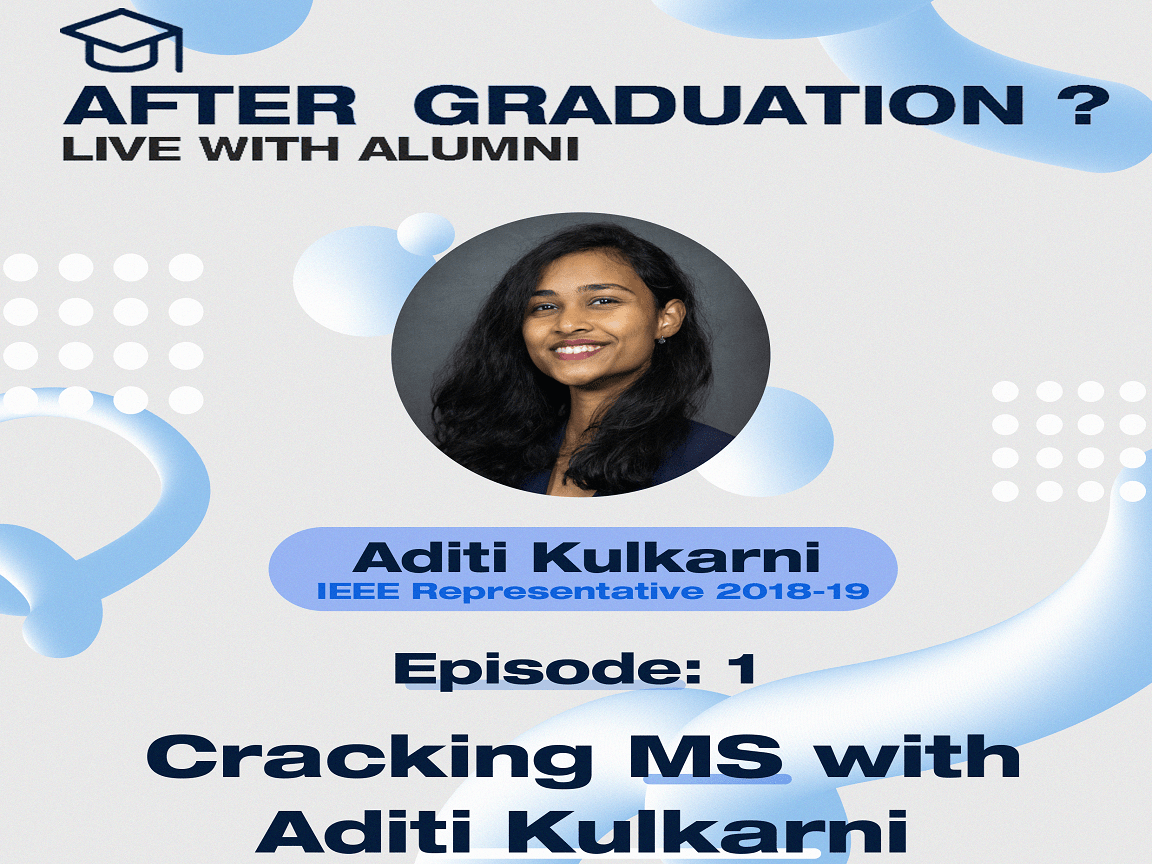 AFTER GRADUATION ?
LIVE WITH ALUMNI
Aditi Kulkarni
IEEE Representative 2018-19
Episode: 1
Cracking MS with
Aditi Kulkarni